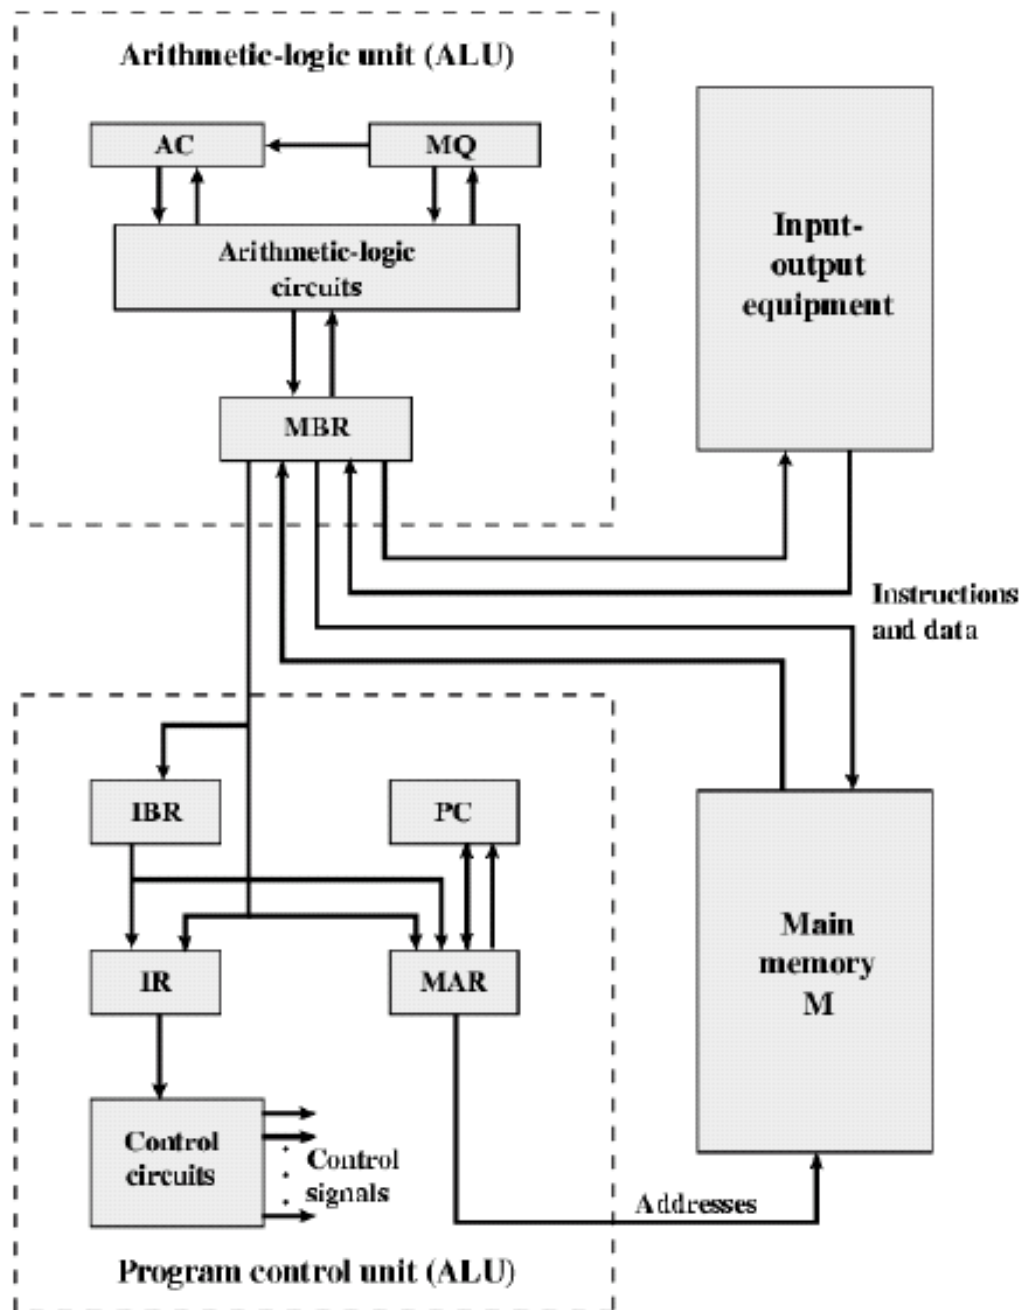 Arithmetic-logic unit (ALU)
AC
MQ
Arithmetic-logic
circuits
MBR
Input-
output
equipment
Instructions
and data
IBR
PC
IR
MAR
Main
memory
M
Control
circuits
Control
signals
Addresses
Program control unit (ALU)